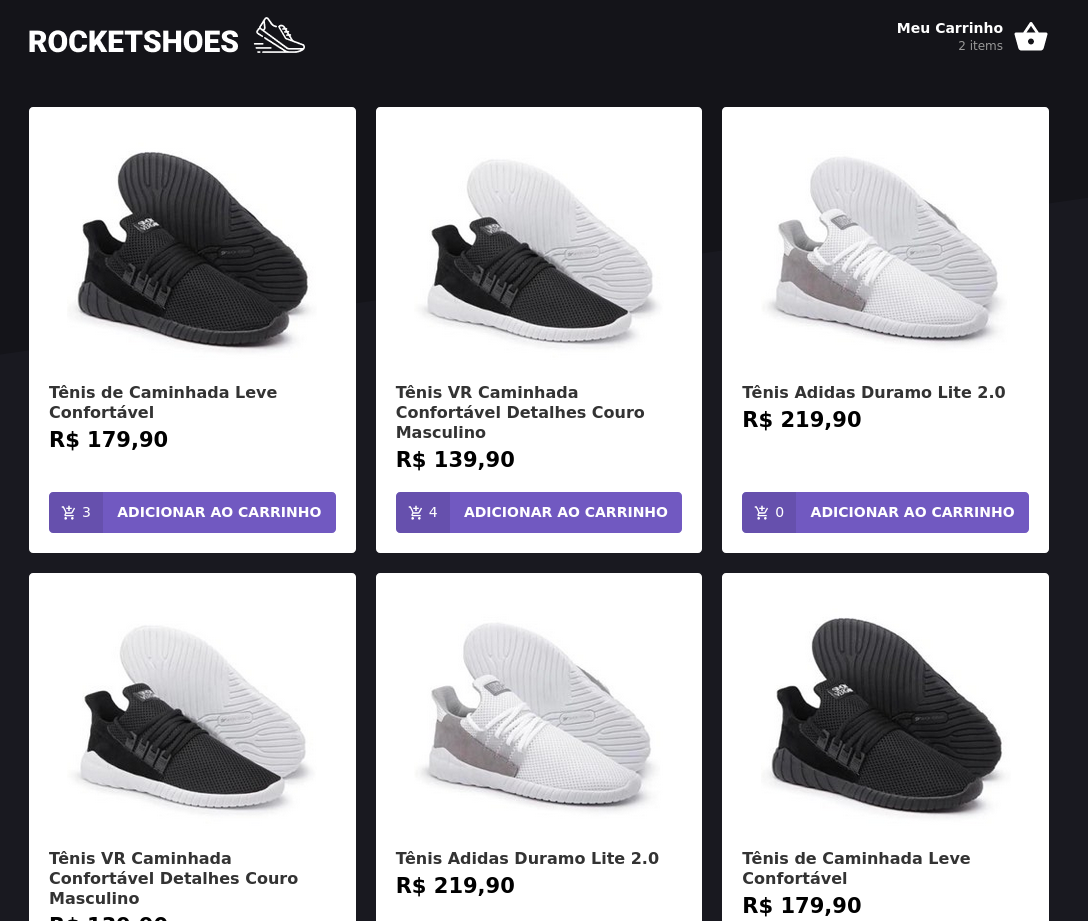 ROCKETSHOES
Meu Carrinho
2 items
Tênis de Caminhada Leve
Confortável
R$ 179,90
3 ADICIONAR AO CARRINHO
Tênis VR Caminhada
Confortável Detalhes Couro
Masculino
R$ 139,90
4 ADICIONAR AO CARRINHO
Tênis Adidas Duramo Lite 2.0
R$ 219,90
0 ADICIONAR AO CARRINHO
Tênis VR Caminhada
Confortável Detalhes Couro
Masculino
R$ 139,90
Tênis Adidas Duramo Lite 2.0
R$ 219,90
Tênis de Caminhada Leve
Confortável
R$ 179,90